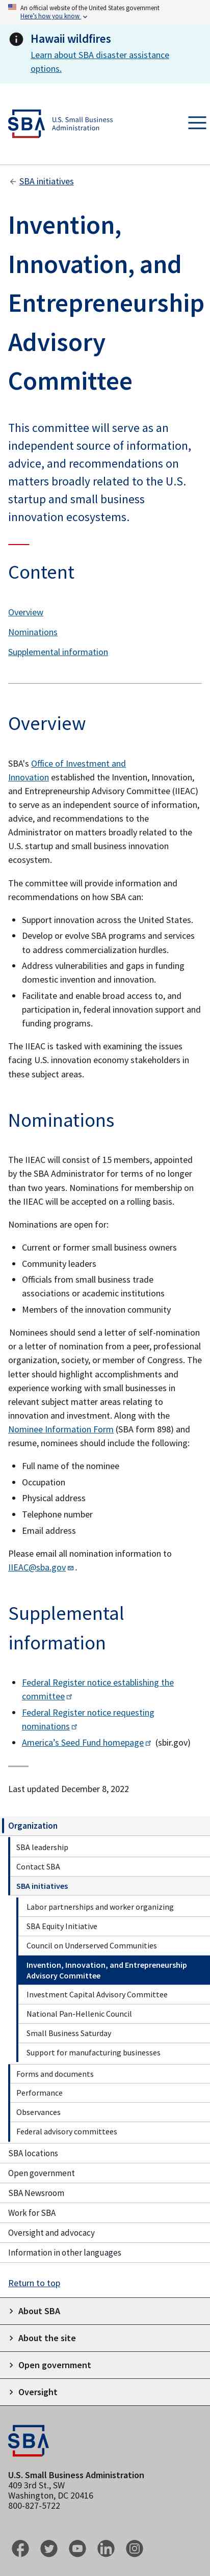 An official website of the United States government
Here's how you know
Hawaii wildfires
Learn about SBA disaster assistance
options.
SBA
U.S. Small Business
Administration
SBA initiatives
Invention,
Innovation, and
Entrepreneurship
Advisory
Committee
This committee will serve as an
independent source of information,
advice, and recommendations on
matters broadly related to the U.S.
startup and small business
innovation ecosystems.
Content
Overview
Nominations
Supplemental information
Overview
SBA's Office of Investment and
Innovation established the Invention, Innovation,
and Entrepreneurship Advisory Committee (IIEAC)
to serve as an independent source of information,
advice, and recommendations to the
Administrator on matters broadly related to the
U.S. startup and small business innovation
ecosystem.
The committee will provide information and
recommendations on how SBA can:
Support innovation across the United States.
Develop or evolve SBA programs and services
to address commercialization hurdles.
Address vulnerabilities and gaps in funding
domestic invention and innovation.
Facilitate and enable broad access to, and
participation in, federal innovation support and
funding programs.
The IIEAC is tasked with examining the issues
facing U.S. innovation economy stakeholders in
these subject areas.
Nominations
The IIEAC will consist of 15 members, appointed
by the SBA Administrator for terms of no longer
than two years. Nominations for membership on
the IIEAC will be accepted on a rolling basis.
Nominations are open for:
Current or former small business owners
Community leaders
Officials from small business trade
associations or academic institutions
Members of the innovation community
Nominees should send a letter of self-nomination
or a letter of nomination from a peer, professional
organization, society, or member of Congress. The
letter should highlight accomplishments and
experience working with small businesses in
relevant subject matter areas relating to
innovation and investment. Along with the
Nominee Information Form (SBA form 898) and
resume, nominees should include the following:
Full name of the nominee
Occupation
Physical address
Telephone number
Email address
Please email all nomination information to
IIEAC@sba.gov.
Supplemental
information
Federal Register notice establishing the
committee
Federal Register notice requesting
nominations
America's Seed Fund homepage (sbir.gov)
Last updated December 8, 2022
Organization
SBA leadership
Contact SBA
SBA initiatives
Labor partnerships and worker organizing
SBA Equity Initiative
Council on Underserved Communities
Invention, Innovation, and Entrepreneurship
Advisory Committee
Investment Capital Advisory Committee
National Pan-Hellenic Council
Small Business Saturday
Support for manufacturing businesses
Forms and documents
Performance
Observances
Federal advisory committees
SBA locations
Open government
SBA Newsroom
Work for SBA
Oversight and advocacy
Information in other languages
Return to top
About SBA
About the site
Open government
Oversight
SBA
U.S. Small Business Administration
409 3rd St., SW
Washington, DC 20416
800-827-5722